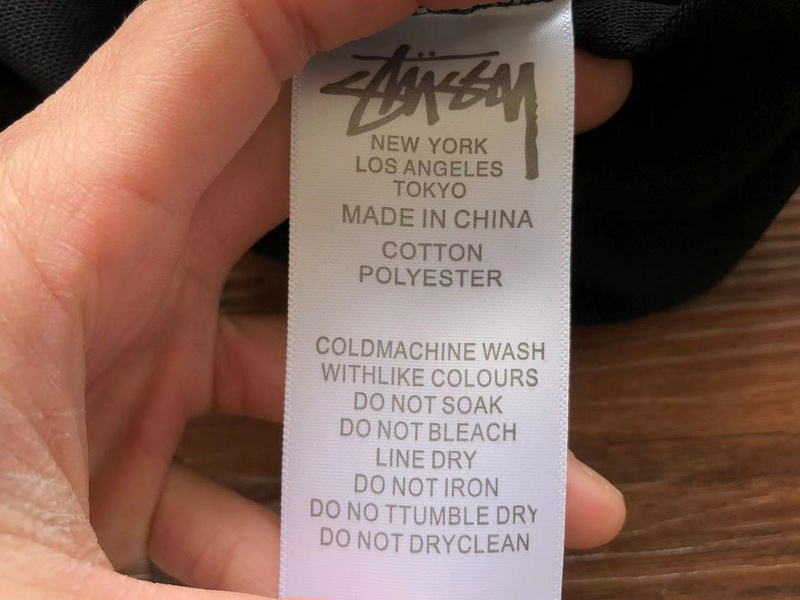 STÜSSY
NEW YORK
LOS ANGELES
TOKYO
MADE IN CHINA
COTTON
POLYESTER
COLDMACHINE WASH
WITHLIKE COLOURS
DO NOT SOAK
DO NOT BLEACH
LINE DRY
DO NOT IRON
DO NO TTUMBLE DRY
DO NOT DRYCLEAN